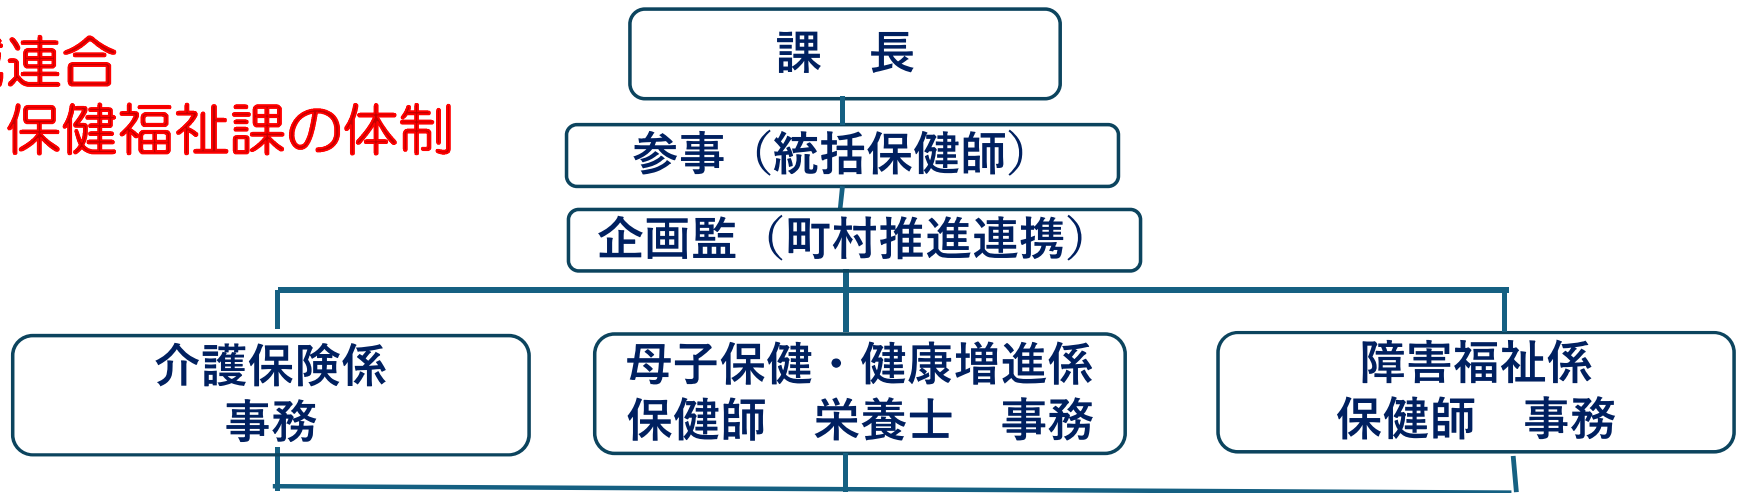 連合
保健福祉課の体制
課　長
参事（統括保健師）
企画監（町村推進連携）
介護保険係
事務
母子保健・健康増進係
保健師　栄養士　事務
障害福祉係
保健師　事務